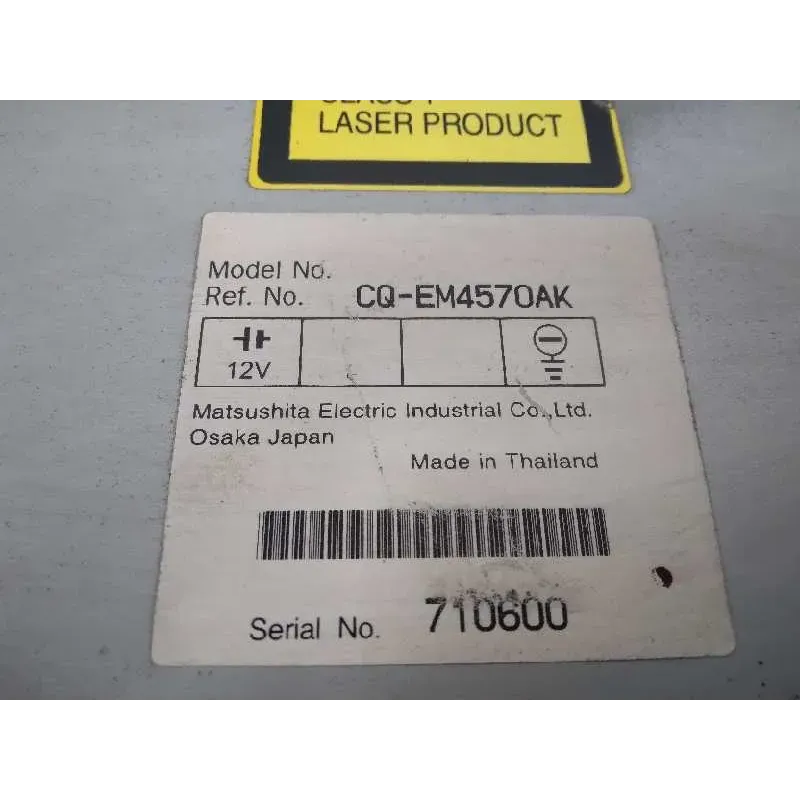 LASER PRODUCT
Model No.
Ref. No. CQ-EM4570AK
12V
Matsushita Electric Industrial Co.,Ltd.
Osaka Japan
Made in Thailand
Serial No. 710600